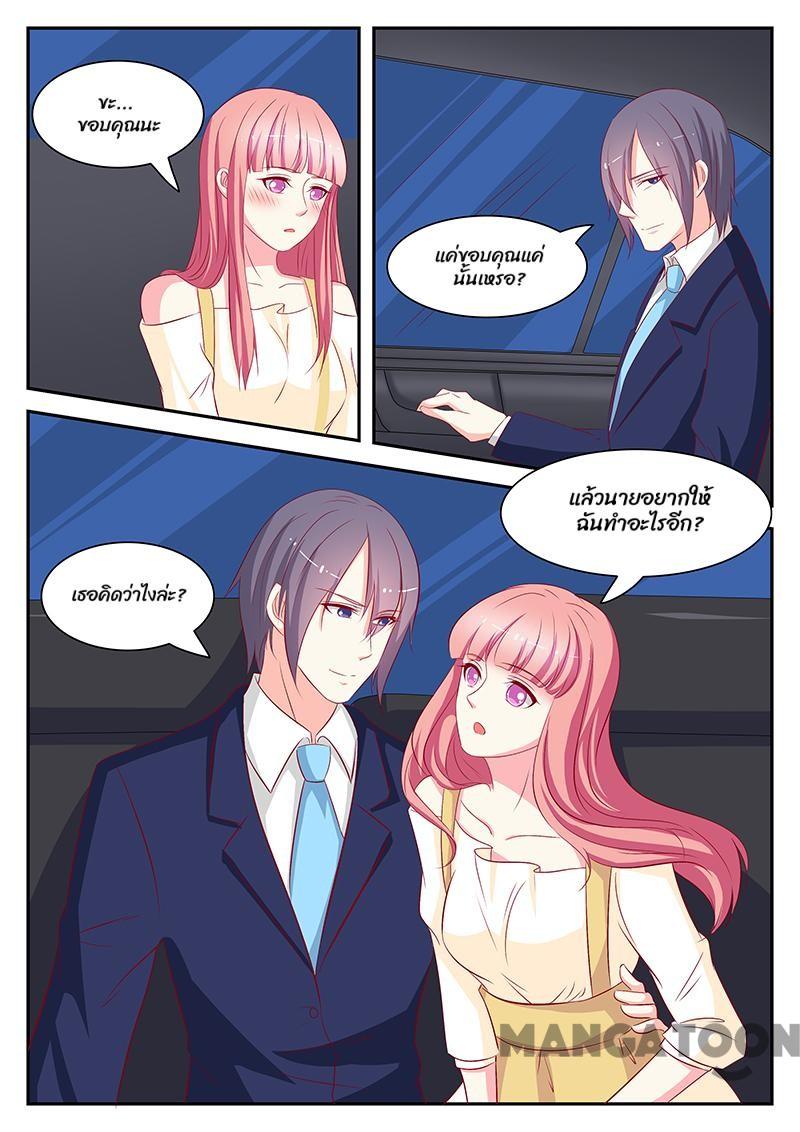 ขะ...
ขอบคุณนะ
แค่ขอบคุณแค่
นั้นเหรอ?
แล้วนายอยากให้
ฉันทำอะไรอีก?
เธอคิดว่าไงล่ะ?
MANGATOON